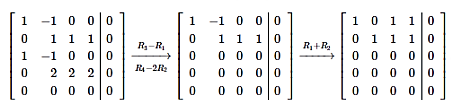 1 -1 0 0 0 1 -1 0 0 0 1 0 1 1 0
0 1 1 1 0 0 1 1 1 0 0 1 1 1 0
1 -1 0 0 0 R₃−R₁ 0 0 0 0 0 R₁+R₂ 0 0 0 0 0
0 2 2 2 0 R₄−2R₂ 0 0 0 0 0 0 0 0 0 0
0 0 0 0 0 0 0 0 0 0 0 0 0 0 0